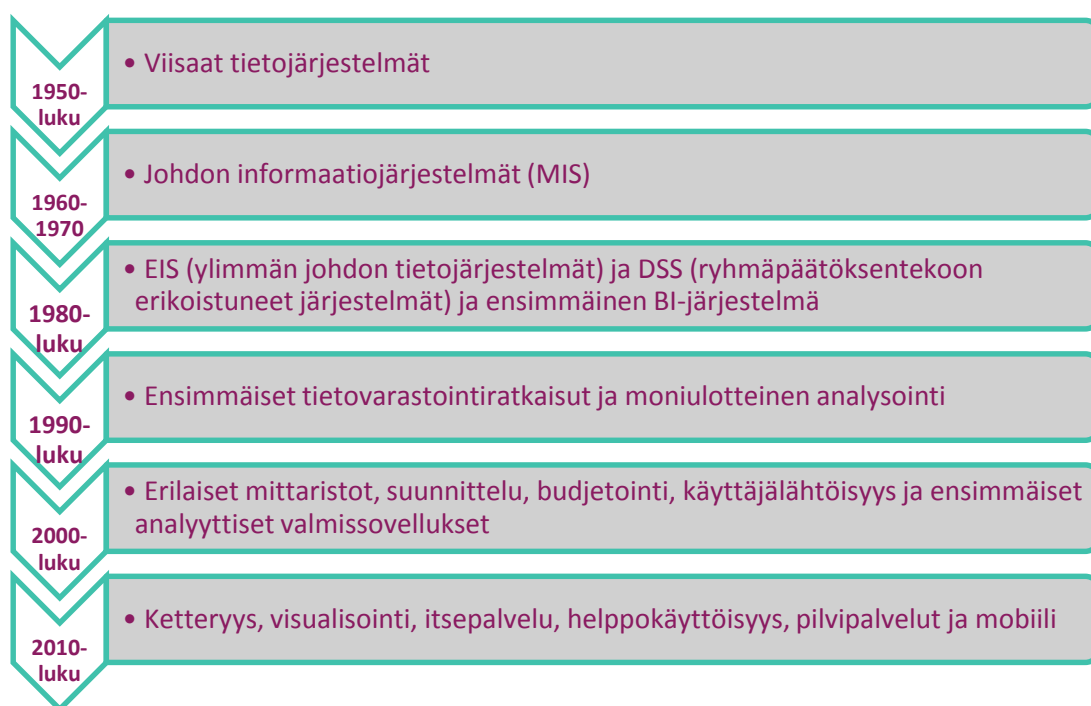 1950-
luku
• Viisaat tietojärjestelmät
1960-
1970
• Johdon informaatiojärjestelmät (MIS)
1980-
luku
• EIS (ylimmän johdon tietojärjestelmät) ja DSS (ryhmäpäätöksentekoon
erikoistuneet järjestelmät) ja ensimmäinen BI-järjestelmä
1990-
luku
• Ensimmäiset tietovarastointiratkaisut ja moniulotteinen analysointi
2000-
luku
• Erilaiset mittaristot, suunnittelu, budjetointi, käyttäjälähtöisyys ja ensimmäiset
analyyttiset valmissovellukset
2010-
luku
• Ketteryys, visualisointi, itsepalvelu, helppokäyttöisyys, pilvipalvelut ja mobiili